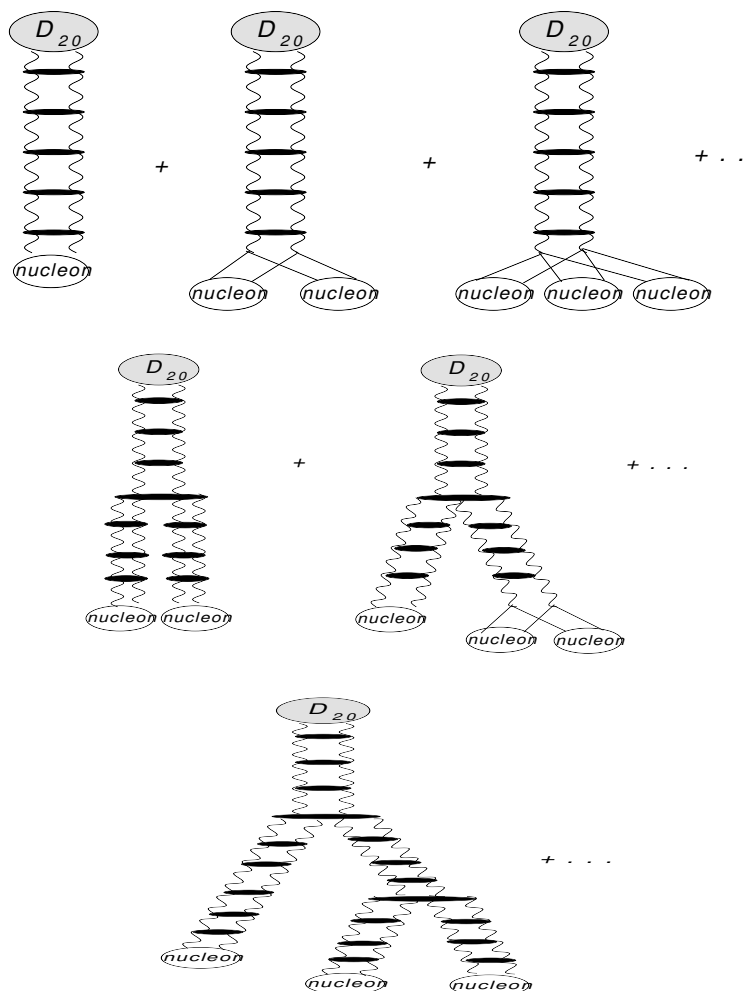 D 20 D 20 D 20
+ + + . .
nucleon
nucleon nucleon nucleon nucleon nucleon
D 20 D 20
+ + . . .
nucleon nucleon nucleon
nucleon nucleon
D 20
+ . . .
nucleon
nucleon nucleon